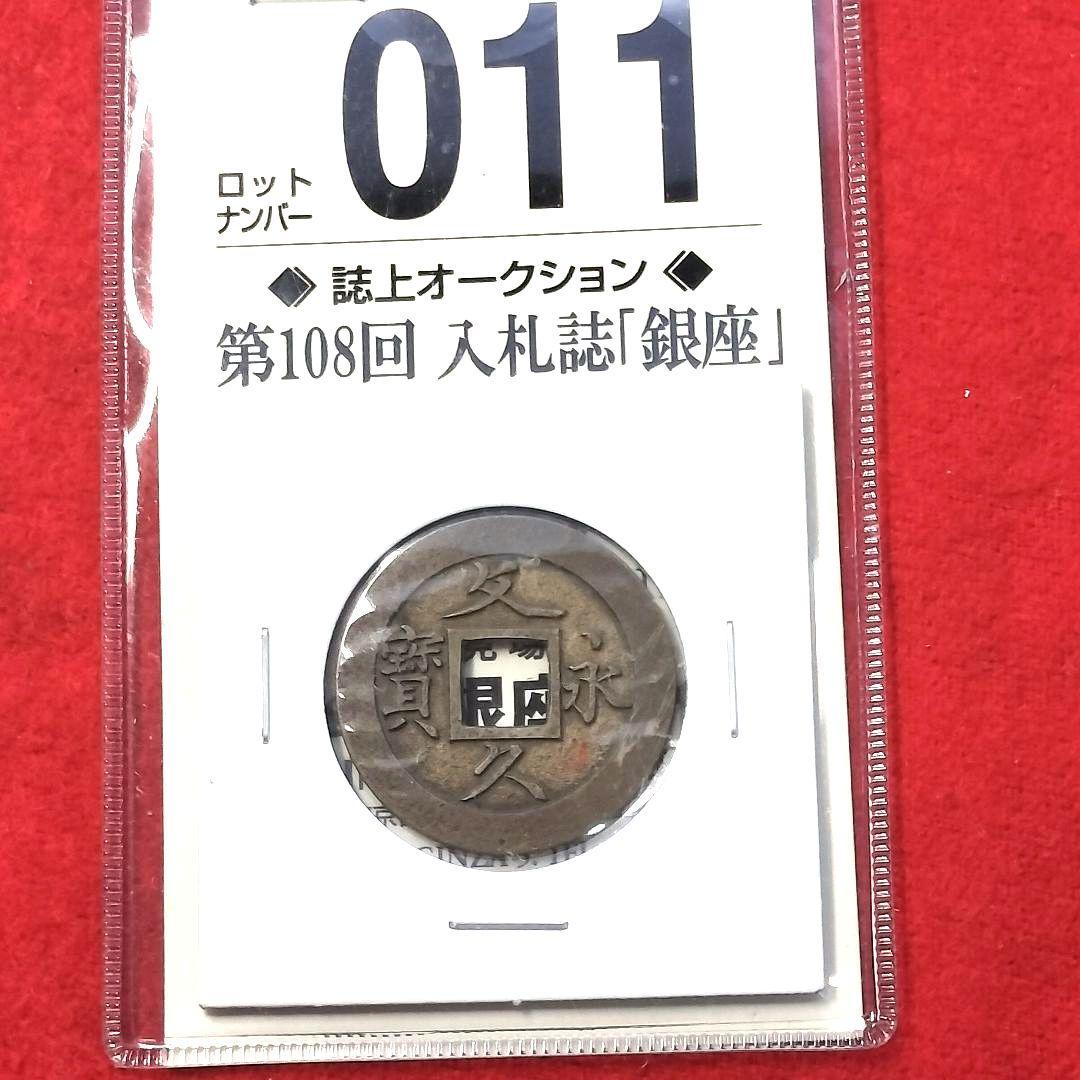 011
ロット
ナンバー
誌上オークション
第108回 入札誌「銀座」
文
寳 永
久
GINZA